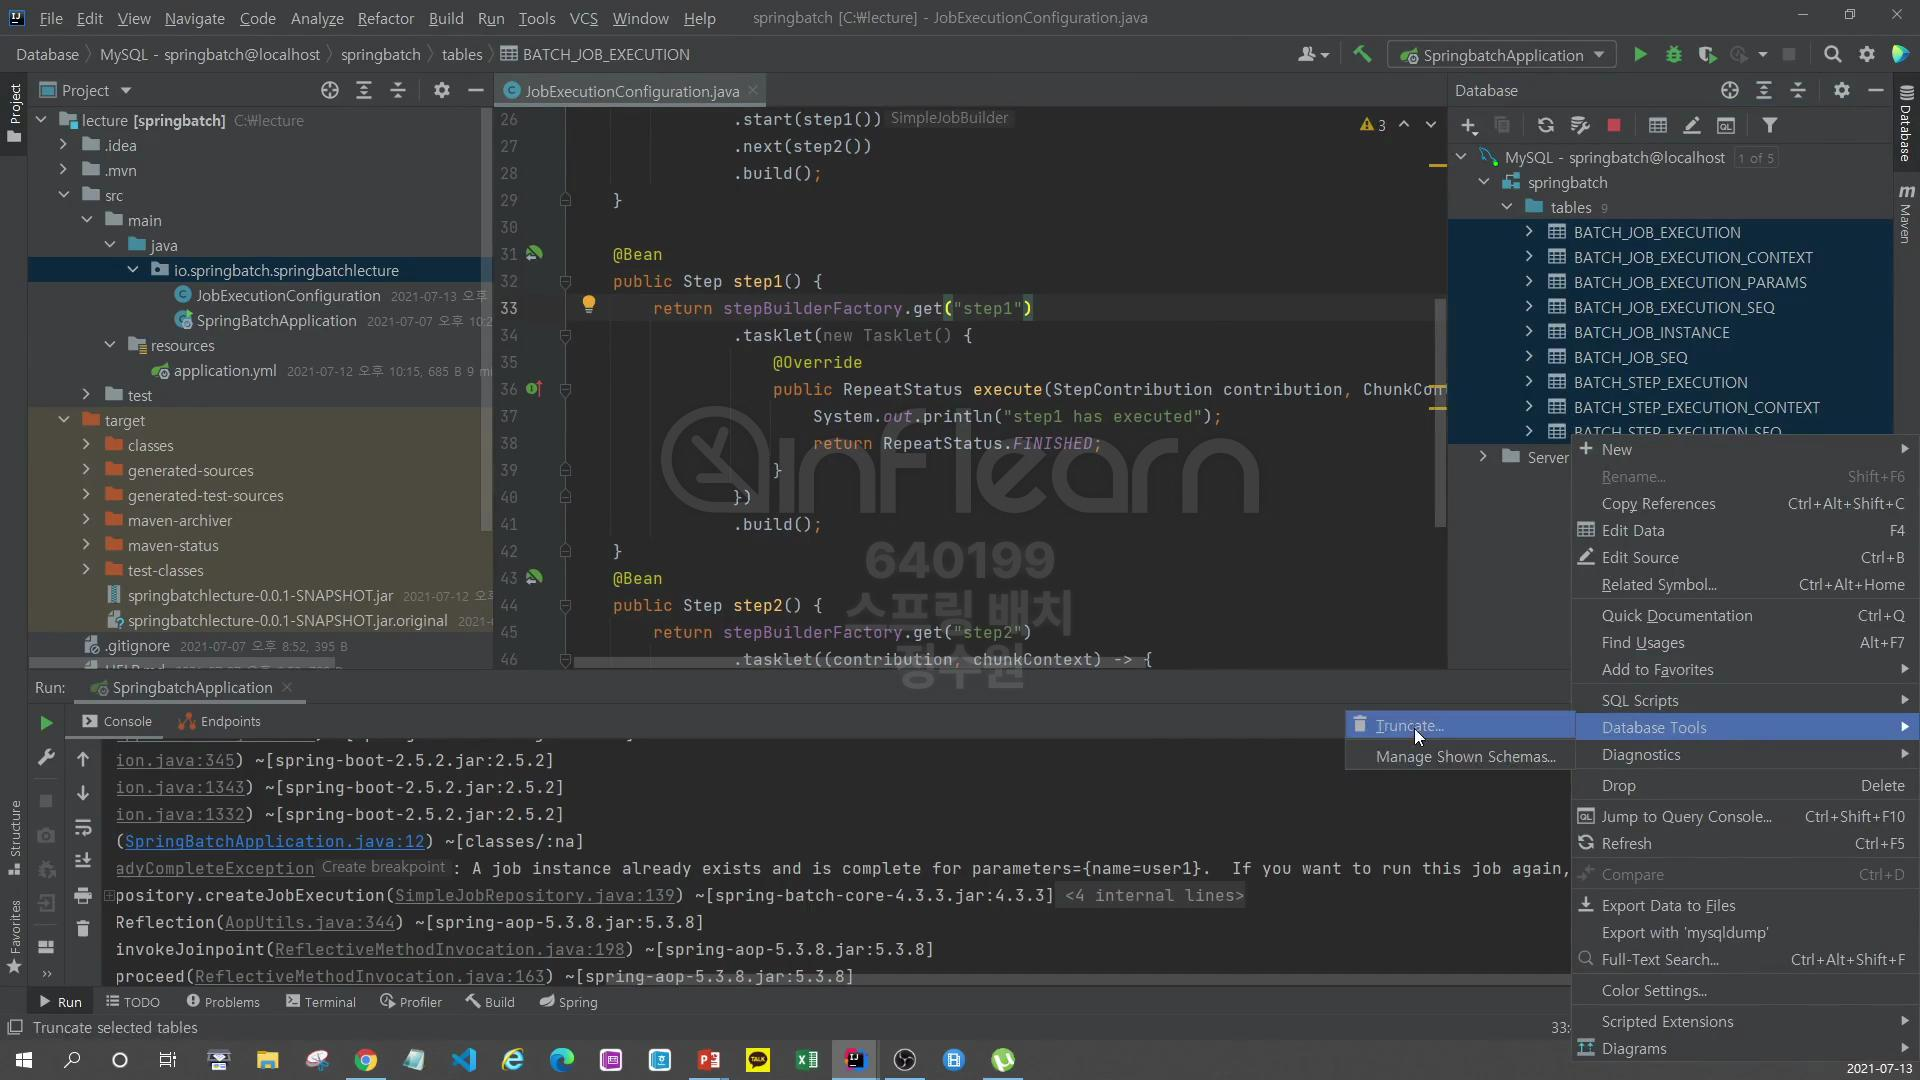 File Edit View Navigate Code Analyze Refactor Build Run Tools VCS Window Help springbatch [C:₩lecture] - JobExecutionConfiguration.java
Database MySQL - springbatch@localhost springbatch tables BATCH_JOB_EXECUTION SpringbatchApplication
Project
Project
lecture [springbatch] C:₩lecture
.idea
.mvn
src
main
java
io.springbatch.springbatchlecture
JobExecutionConfiguration 2021-07-13 오후
SpringBatchApplication 2021-07-07 오후 10:2
resources
application.yml 2021-07-12 오후 10:15, 685 B 9 m
test
target
classes
generated-sources
generated-test-sources
maven-archiver
maven-status
test-classes
springbatchlecture-0.0.1-SNAPSHOT.jar 2021-07-12 오후
springbatchlecture-0.0.1-SNAPSHOT.jar.original 2021-
.gitignore 2021-07-07 오후 8:52, 395 B
JobExecutionConfiguration.java
3
26 .start(step1()) SimpleJobBuilder
27 .next(step2())
28 .build();
29 }
30
31 @Bean
32 public Step step1() {
33 return stepBuilderFactory.get("step1")
34 .tasklet(new Tasklet() {
35 @Override
36 public RepeatStatus execute(StepContribution contribution, ChunkCon
37 System.out.println("step1 has executed");
38 return RepeatStatus.FINISHED;
39 }
40 })
41 .build();
42 }
43 @Bean
44 public Step step2() {
45 return stepBuilderFactory.get("step2")
46 .tasklet((contribution, chunkContext) -> {
inflearn
640199
스프링 배치
정수원
Database
Database
Maven
MySQL - springbatch@localhost 1 of 5
springbatch
tables 9
BATCH_JOB_EXECUTION
BATCH_JOB_EXECUTION_CONTEXT
BATCH_JOB_EXECUTION_PARAMS
BATCH_JOB_EXECUTION_SEQ
BATCH_JOB_INSTANCE
BATCH_JOB_SEQ
BATCH_STEP_EXECUTION
BATCH_STEP_EXECUTION_CONTEXT
BATCH_STEP_EXECUTION_SEQ
Server
New
Rename... Shift+F6
Copy References Ctrl+Alt+Shift+C
Edit Data F4
Edit Source Ctrl+B
Related Symbol... Ctrl+Alt+Home
Quick Documentation Ctrl+Q
Find Usages Alt+F7
Add to Favorites
SQL Scripts
Database Tools
Diagnostics
Drop Delete
Jump to Query Console... Ctrl+Shift+F10
Refresh Ctrl+F5
Compare Ctrl+D
Export Data to Files
Export with 'mysqldump'
Full-Text Search... Ctrl+Alt+Shift+F
Color Settings...
Scripted Extensions
Diagrams
Truncate...
Manage Shown Schemas...
Run: SpringbatchApplication
Console Endpoints
ion.java:345) ~[spring-boot-2.5.2.jar:2.5.2]
ion.java:1343) ~[spring-boot-2.5.2.jar:2.5.2]
ion.java:1332) ~[spring-boot-2.5.2.jar:2.5.2]
(SpringBatchApplication.java:12) ~[classes/:na]
adyCompleteException Create breakpoint : A job instance already exists and is complete for parameters={name=user1}. If you want to run this job again,
pository.createJobExecution(SimpleJobRepository.java:139) ~[spring-batch-core-4.3.3.jar:4.3.3] <4 internal lines>
Reflection(AopUtils.java:344) ~[spring-aop-5.3.8.jar:5.3.8]
invokeJoinpoint(ReflectiveMethodInvocation.java:198) ~[spring-aop-5.3.8.jar:5.3.8]
proceed(ReflectiveMethodInvocation.java:163) ~[spring-aop-5.3.8.jar:5.3.8]
Structure
Favorites
Run TODO Problems Terminal Profiler Build Spring
Truncate selected tables 33:
2021-07-13